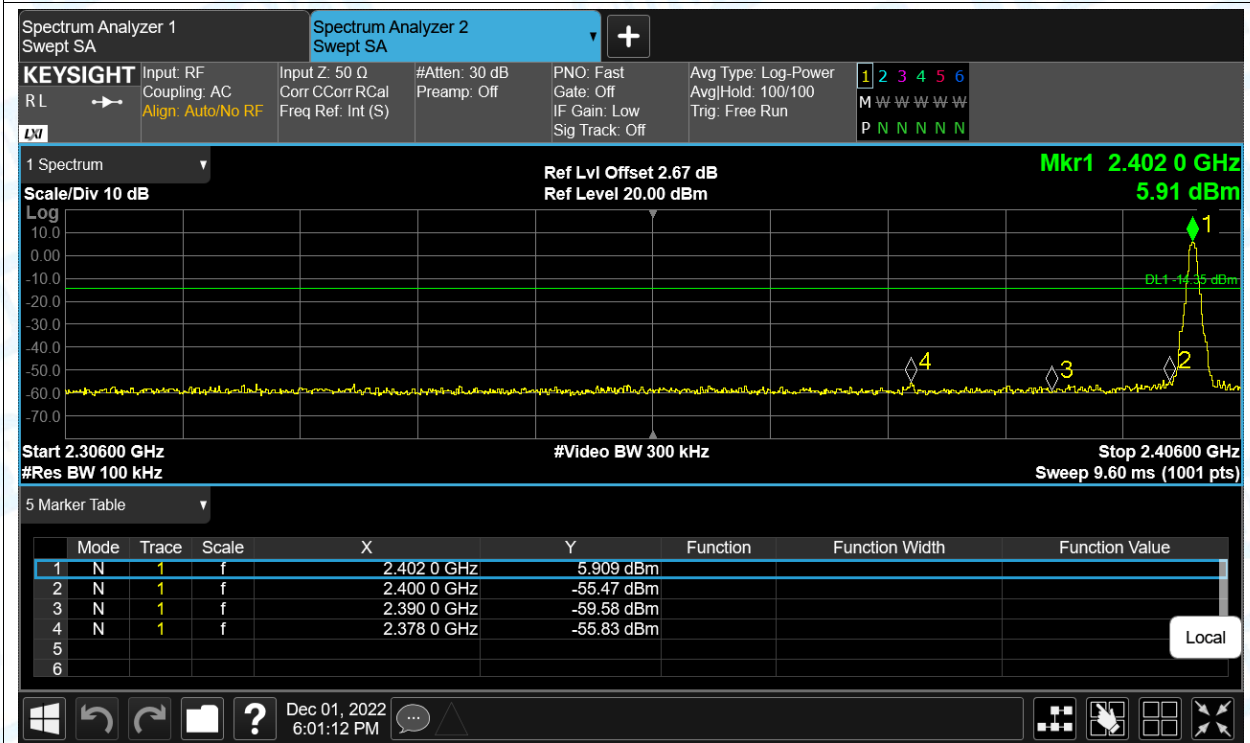 Spectrum Analyzer 1
Swept SA
Spectrum Analyzer 2
Swept SA
KEYSIGHT
R L
LXI
Input: RF
Coupling: AC
Align: Auto/No RF
Input Z: 50 Ω
Corr CCorr RCal
Freq Ref: Int (S)
#Atten: 30 dB
Preamp: Off
PNO: Fast
Gate: Off
IF Gain: Low
Sig Track: Off
Avg Type: Log-Power
Avg|Hold: 100/100
Trig: Free Run
1 2 3 4 5 6
M W W W W W
P N N N N N
1 Spectrum
Scale/Div 10 dB
Ref Lvl Offset 2.67 dB
Ref Level 20.00 dBm
Mkr1 2.402 0 GHz
5.91 dBm
Log
10.0
0.00
-10.0
-20.0
-30.0
-40.0
-50.0
-60.0
-70.0
1
DL1 -14.35 dBm
4
3
2
Start 2.30600 GHz
#Res BW 100 kHz
#Video BW 300 kHz
Stop 2.40600 GHz
Sweep 9.60 ms (1001 pts)
5 Marker Table
Mode Trace Scale X Y Function Function Width Function Value
1 N 1 f 2.402 0 GHz 5.909 dBm
2 N 1 f 2.400 0 GHz -55.47 dBm
3 N 1 f 2.390 0 GHz -59.58 dBm
4 N 1 f 2.378 0 GHz -55.83 dBm
5
6
Local
?
Dec 01, 2022
6:01:12 PM